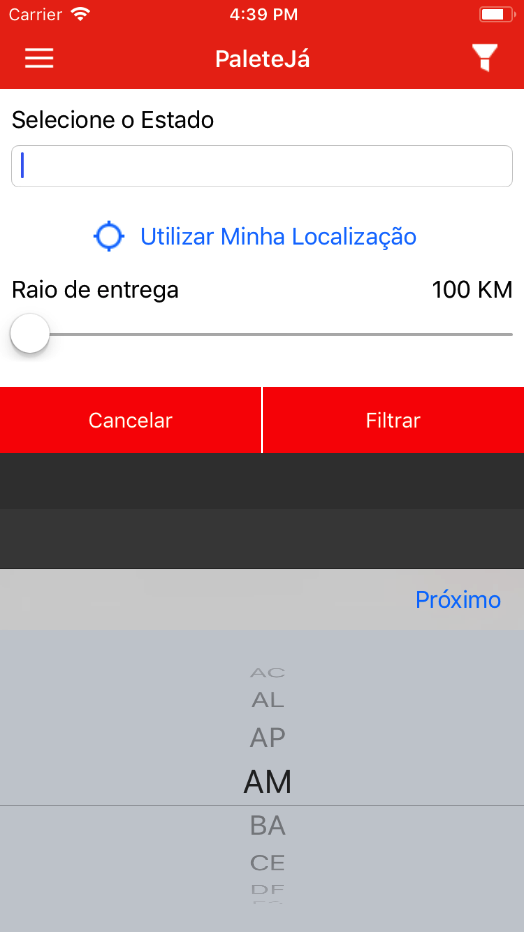 Carrier 4:39 PM
PaleteJá
Selecione o Estado
Utilizar Minha Localização
Raio de entrega 100 KM
Cancelar Filtrar
Próximo
AC
AL
AP
AM
BA
CE
DF